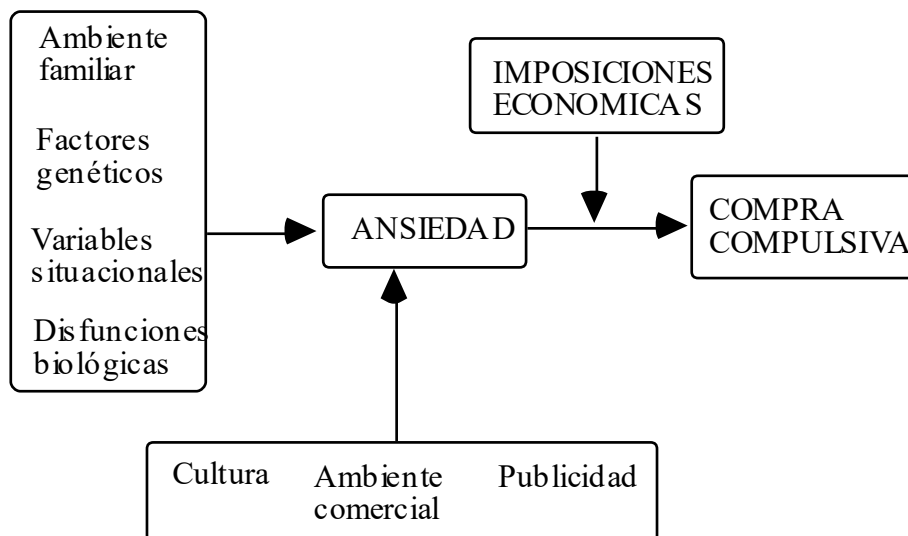 Ambiente
familiar
Factores
genéticos
Variables
situacionales
Disfunciones
biológicas
IMPOSICIONES
ECONOMICAS
ANSIEDAD
COMPRA
COMPULSIVA
Cultura
Ambiente
comercial
Publicidad